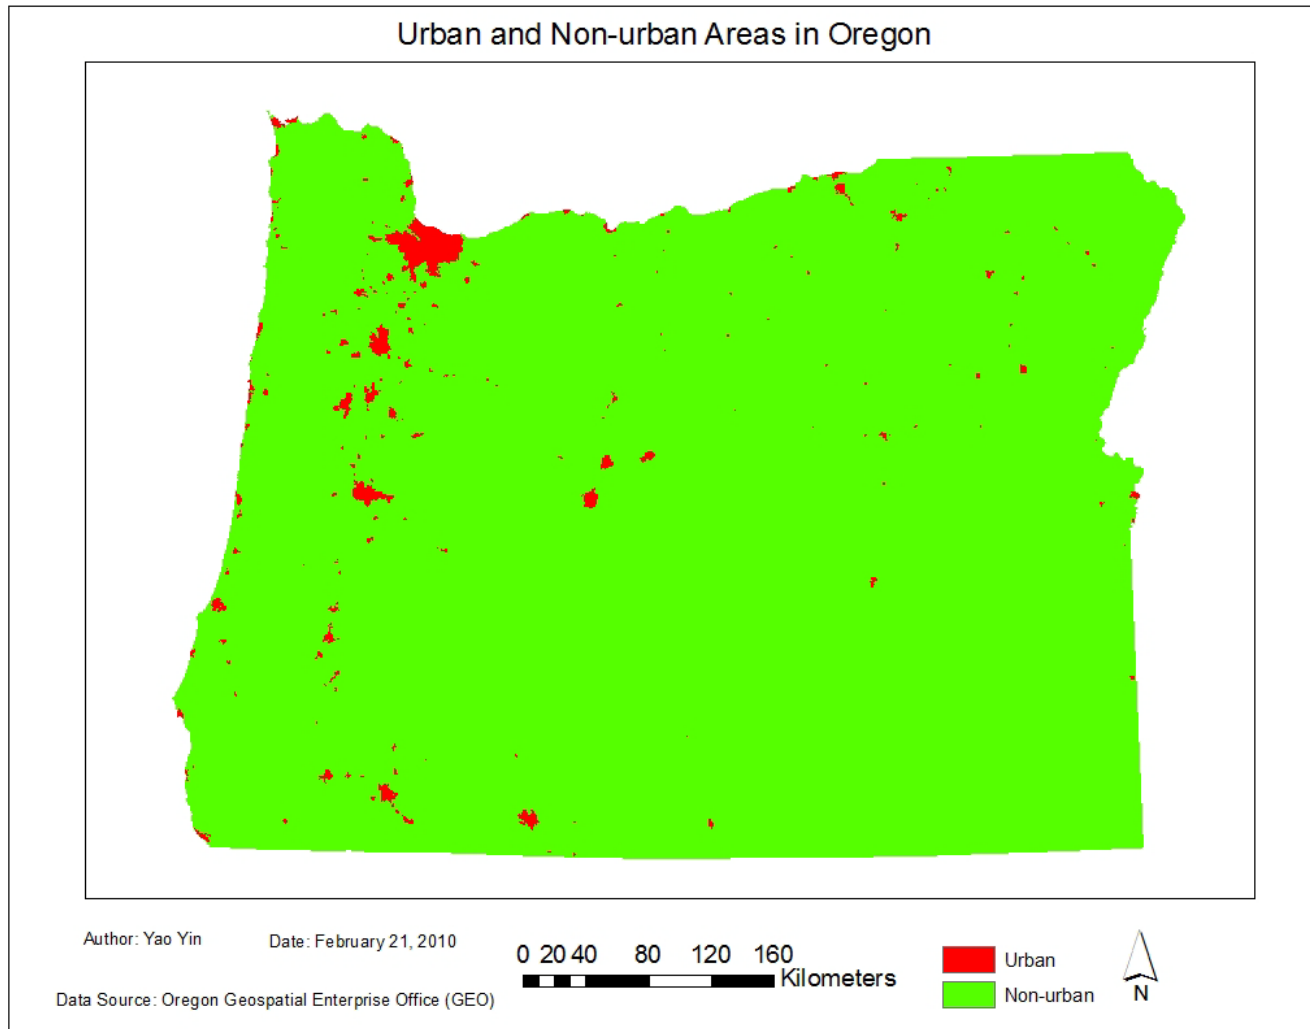 Urban and Non-urban Areas in Oregon
Author: Yao Yin
Date: February 21, 2010
Data Source: Oregon Geospatial Enterprise Office (GEO)
0 20 40 80 120 160
Kilometers
Urban
Non-urban
N